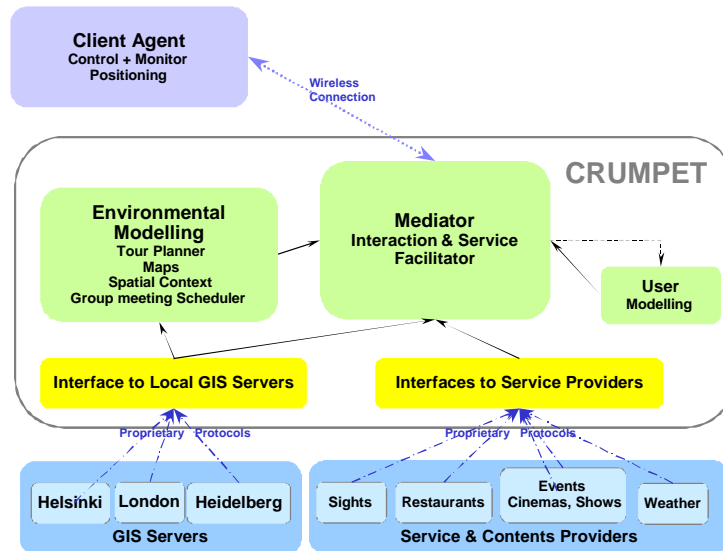 Client Agent
Control + Monitor
Positioning
Wireless
Connection
CRUMPET
Environmental
Modelling
Tour Planner
Maps
Spatial Context
Group meeting Scheduler
Mediator
Interaction & Service
Facilitator
User
Modelling
Interface to Local GIS Servers
Interfaces to Service Providers
Proprietary Protocols
Proprietary Protocols
Helsinki
London
Heidelberg
GIS Servers
Sights
Restaurants
Events
Cinemas, Shows
Weather
Service & Contents Providers